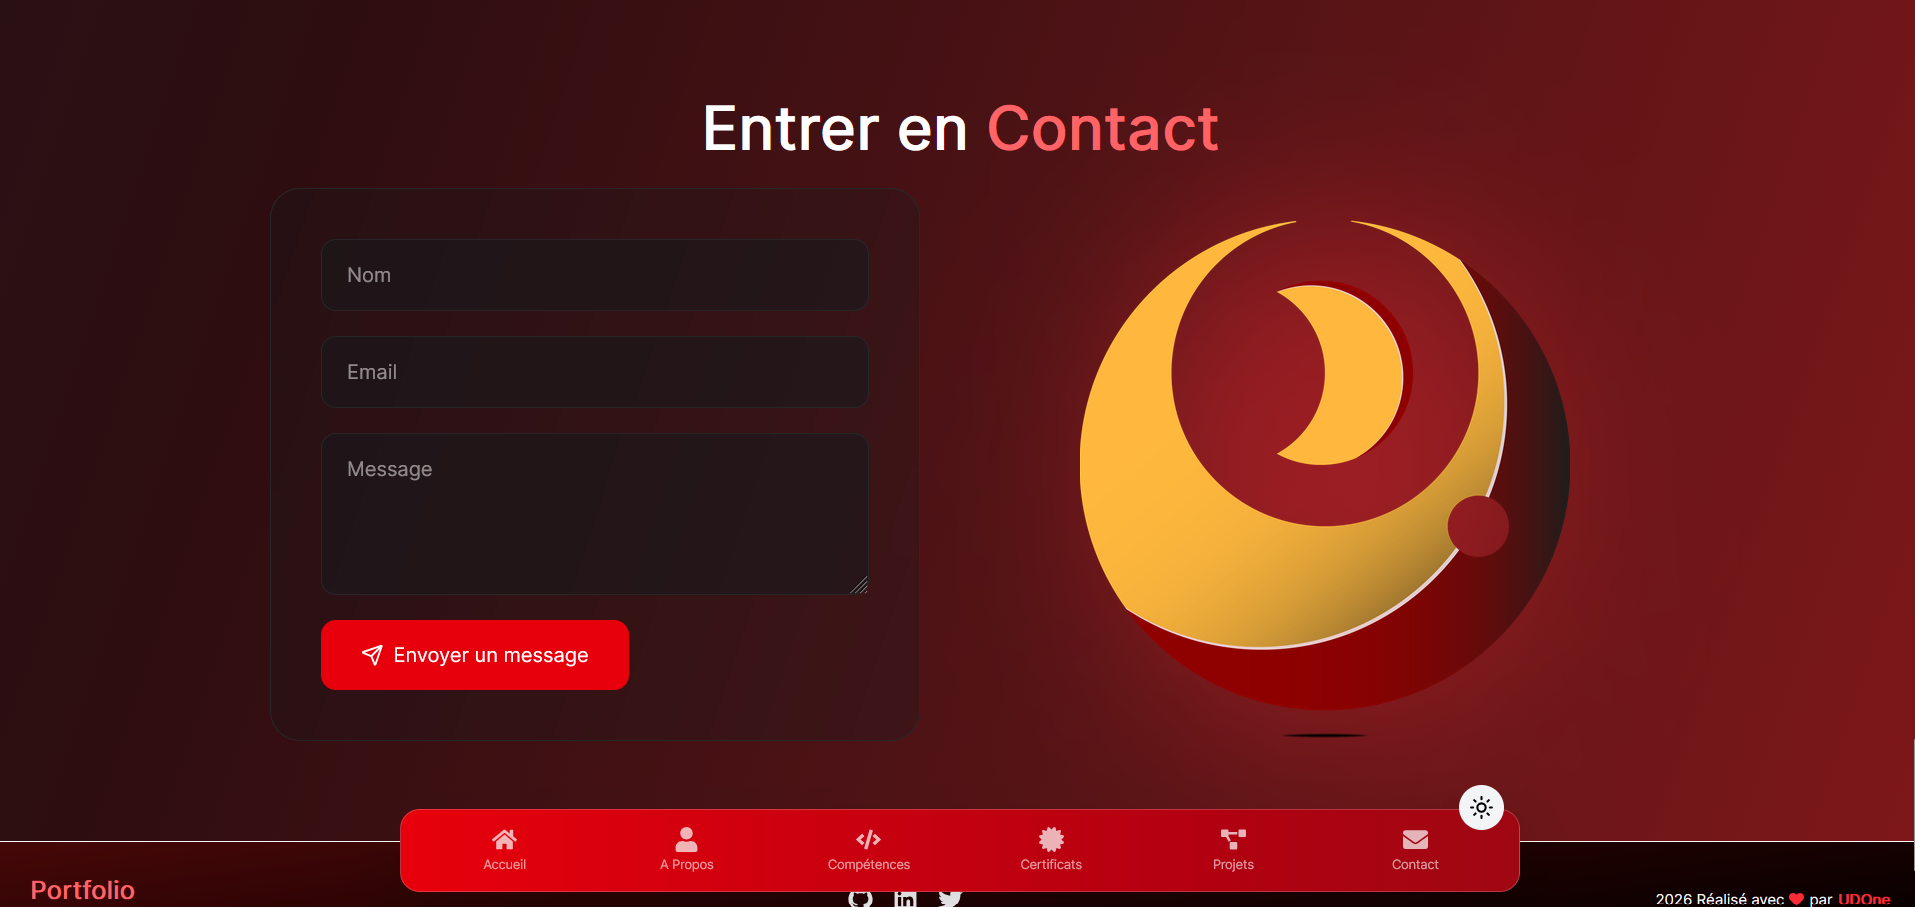 Entrer en Contact
Nom
Email
Message
Envoyer un message
Accueil
A Propos
Compétences
Certificats
Projets
Contact
Portfolio
2026 Réalisé avec ❤ par UDOne